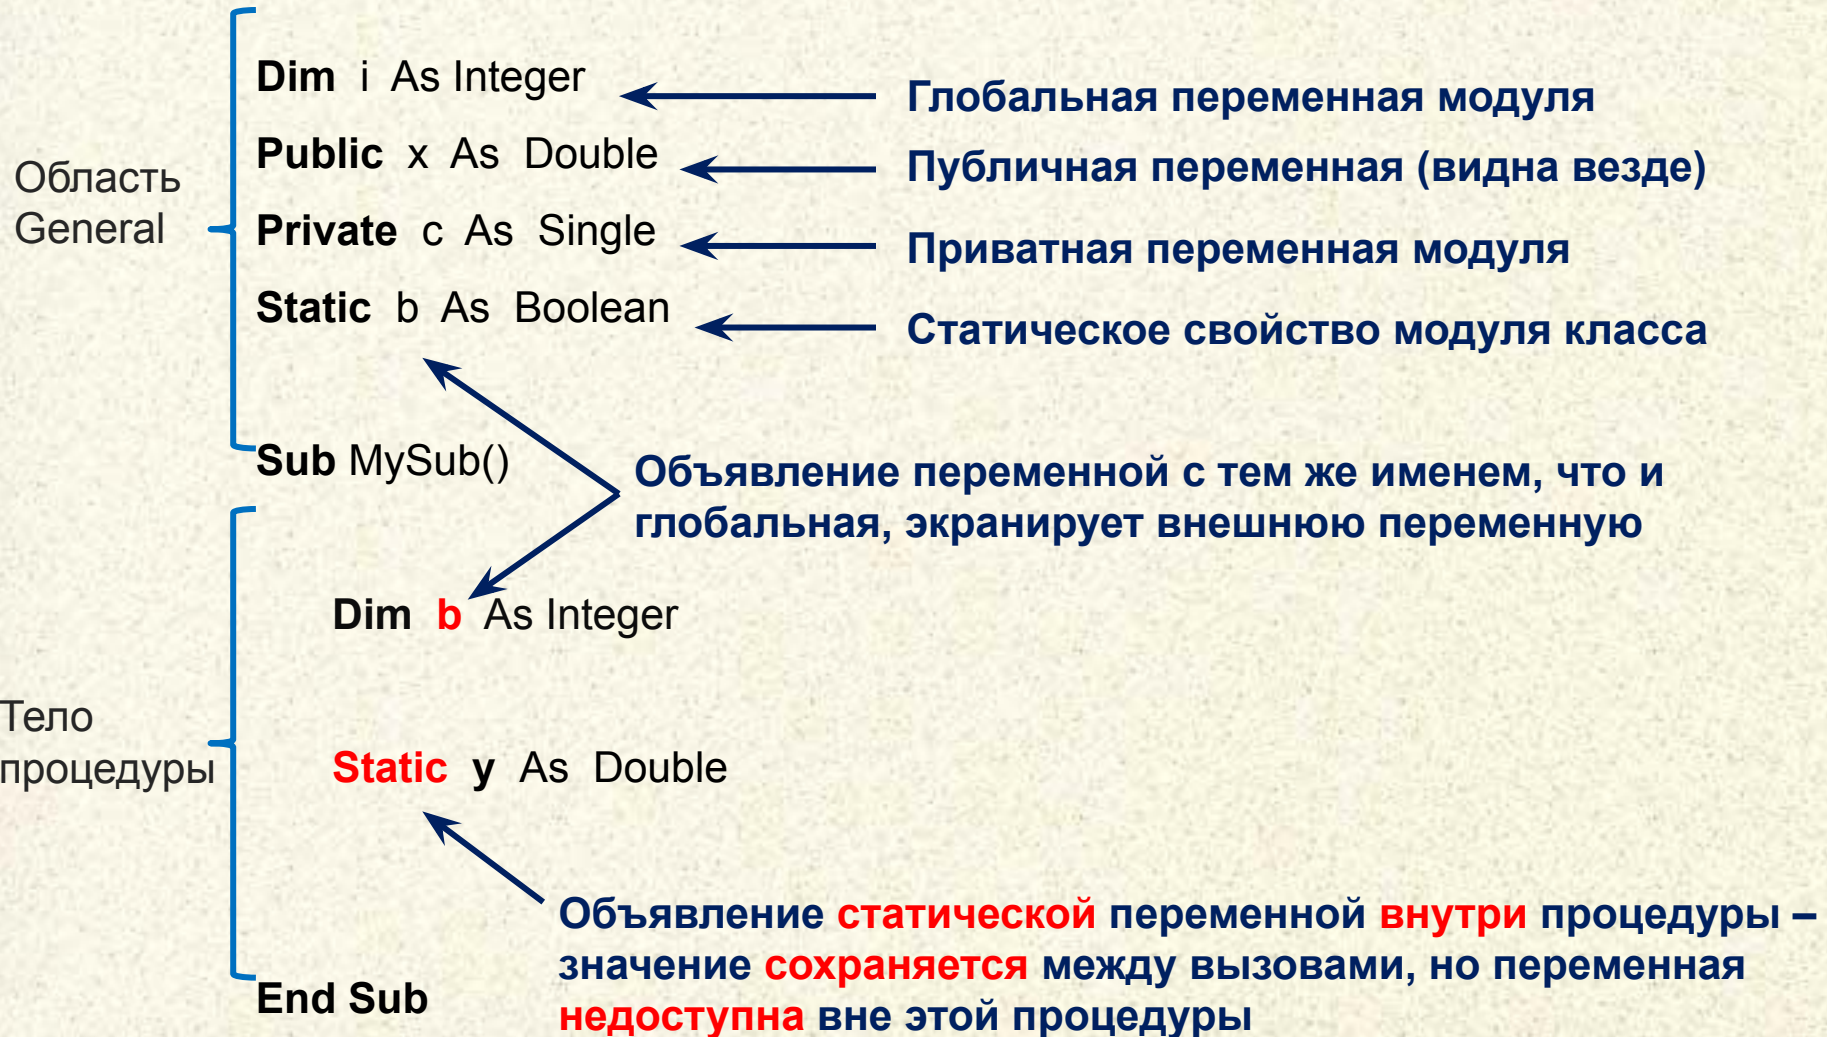 Dim i As Integer
Глобальная переменная модуля
Public x As Double
Публичная переменная (видна везде)
Область
General
Private c As Single
Приватная переменная модуля
Static b As Boolean
Статическое свойство модуля класса
Sub MySub()
Объявление переменной с тем же именем, что и
глобальная, экранирует внешнюю переменную
Dim b As Integer
Тело
процедуры
Static y As Double
Объявление статической переменной внутри процедуры –
значение сохраняется между вызовами, но переменная
недоступна вне этой процедуры
End Sub